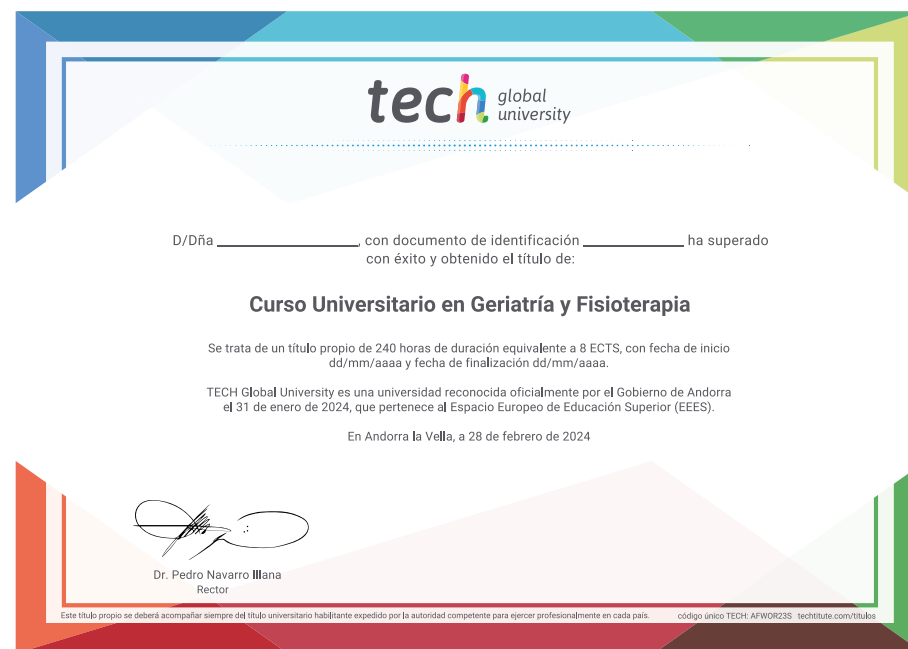 tech global university
D/Dña ______________, con documento de identificación __________ ha superado
con éxito y obtenido el título de:
Curso Universitario en Geriatría y Fisioterapia
Se trata de un título propio de 240 horas de duración equivalente a 8 ECTS, con fecha de inicio
dd/mm/aaaa y fecha de finalización dd/mm/aaaa.
TECH Global University es una universidad reconocida oficialmente por el Gobierno de Andorra
el 31 de enero de 2024, que pertenece al Espacio Europeo de Educación Superior (EEES).
En Andorra la Vella, a 28 de febrero de 2024
Dr. Pedro Navarro Illana
Rector
Este título propio se deberá acompañar siempre del título universitario habilitante expedido por la autoridad competente para ejercer profesionalmente en cada país.
código único TECH: AFWOR23S techtitute.com/titulos